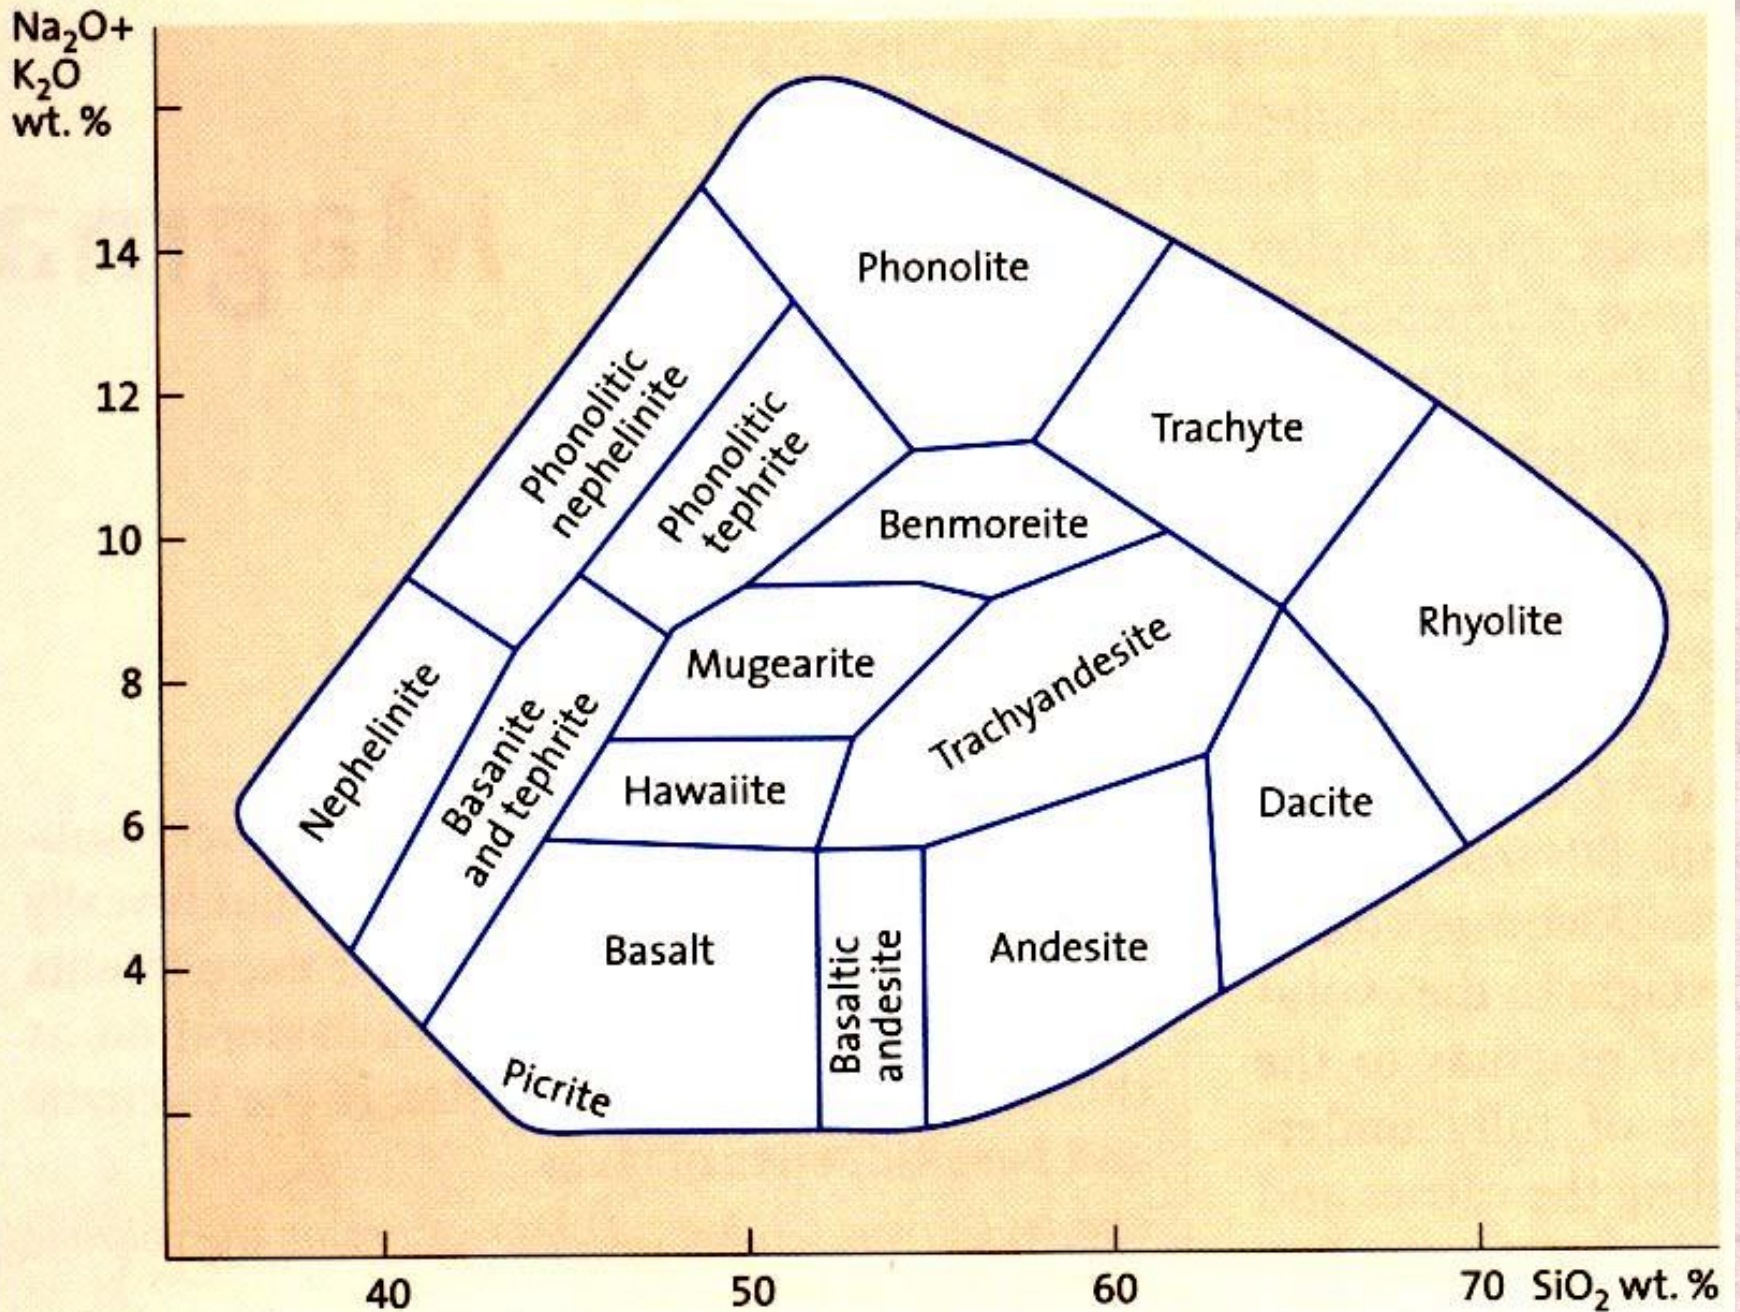 Na₂O+
K₂O
wt. %
14
12
10
8
6
4
Phonolite
Phonolitic
nephelinite
Phonolitic
tephrite
Trachyte
Benmoreite
Rhyolite
Mugearite
Trachyandesite
Nephelinite
Basanite
and tephrite
Hawaiite
Dacite
Basalt
Basaltic
andesite
Andesite
Picrite
40
50
60
70
SiO₂ wt. %